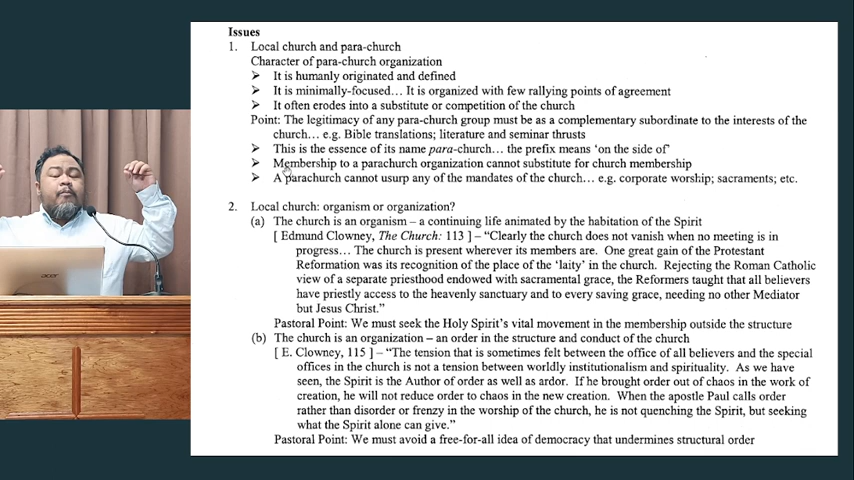 Issues
1. Local church and para-church
Character of para-church organization
➢ It is humanly originated and defined
➢ It is minimally-focused… It is organized with few rallying points of agreement
➢ It often erodes into a substitute or competition of the church
Point: The legitimacy of any para-church group must be as a complementary subordinate to the interests of the
church… e.g. Bible translations; literature and seminar thrusts
➢ This is the essence of its name para-church… the prefix means ‘on the side of’
➢ Membership to a parachurch organization cannot substitute for church membership
➢ A parachurch cannot usurp any of the mandates of the church… e.g. corporate worship; sacraments; etc.
2. Local church: organism or organization?
(a) The church is an organism – a continuing life animated by the habitation of the Spirit
[ Edmund Clowney, The Church: 113 ] – “Clearly the church does not vanish when no meeting is in
progress… The church is present wherever its members are. One great gain of the Protestant
Reformation was its recognition of the place of the ‘laity’ in the church. Rejecting the Roman Catholic
view of a separate priesthood endowed with sacramental grace, the Reformers taught that all believers
have priestly access to the heavenly sanctuary and to every saving grace, needing no other Mediator
but Jesus Christ.”
Pastoral Point: We must seek the Holy Spirit’s vital movement in the membership outside the structure
(b) The church is an organization – an order in the structure and conduct of the church
[ E. Clowney, 115 ] – “The tension that is sometimes felt between the office of all believers and the special
offices in the church is not a tension between worldly institutionalism and spirituality. As we have
seen, the Spirit is the Author of order as well as ardor. If he brought order out of chaos in the work of
creation, he will not reduce order to chaos in the new creation. When the apostle Paul calls order
rather than disorder or frenzy in the worship of the church, he is not quenching the Spirit, but seeking
what the Spirit alone can give.”
Pastoral Point: We must avoid a free-for-all idea of democracy that undermines structural order
acer